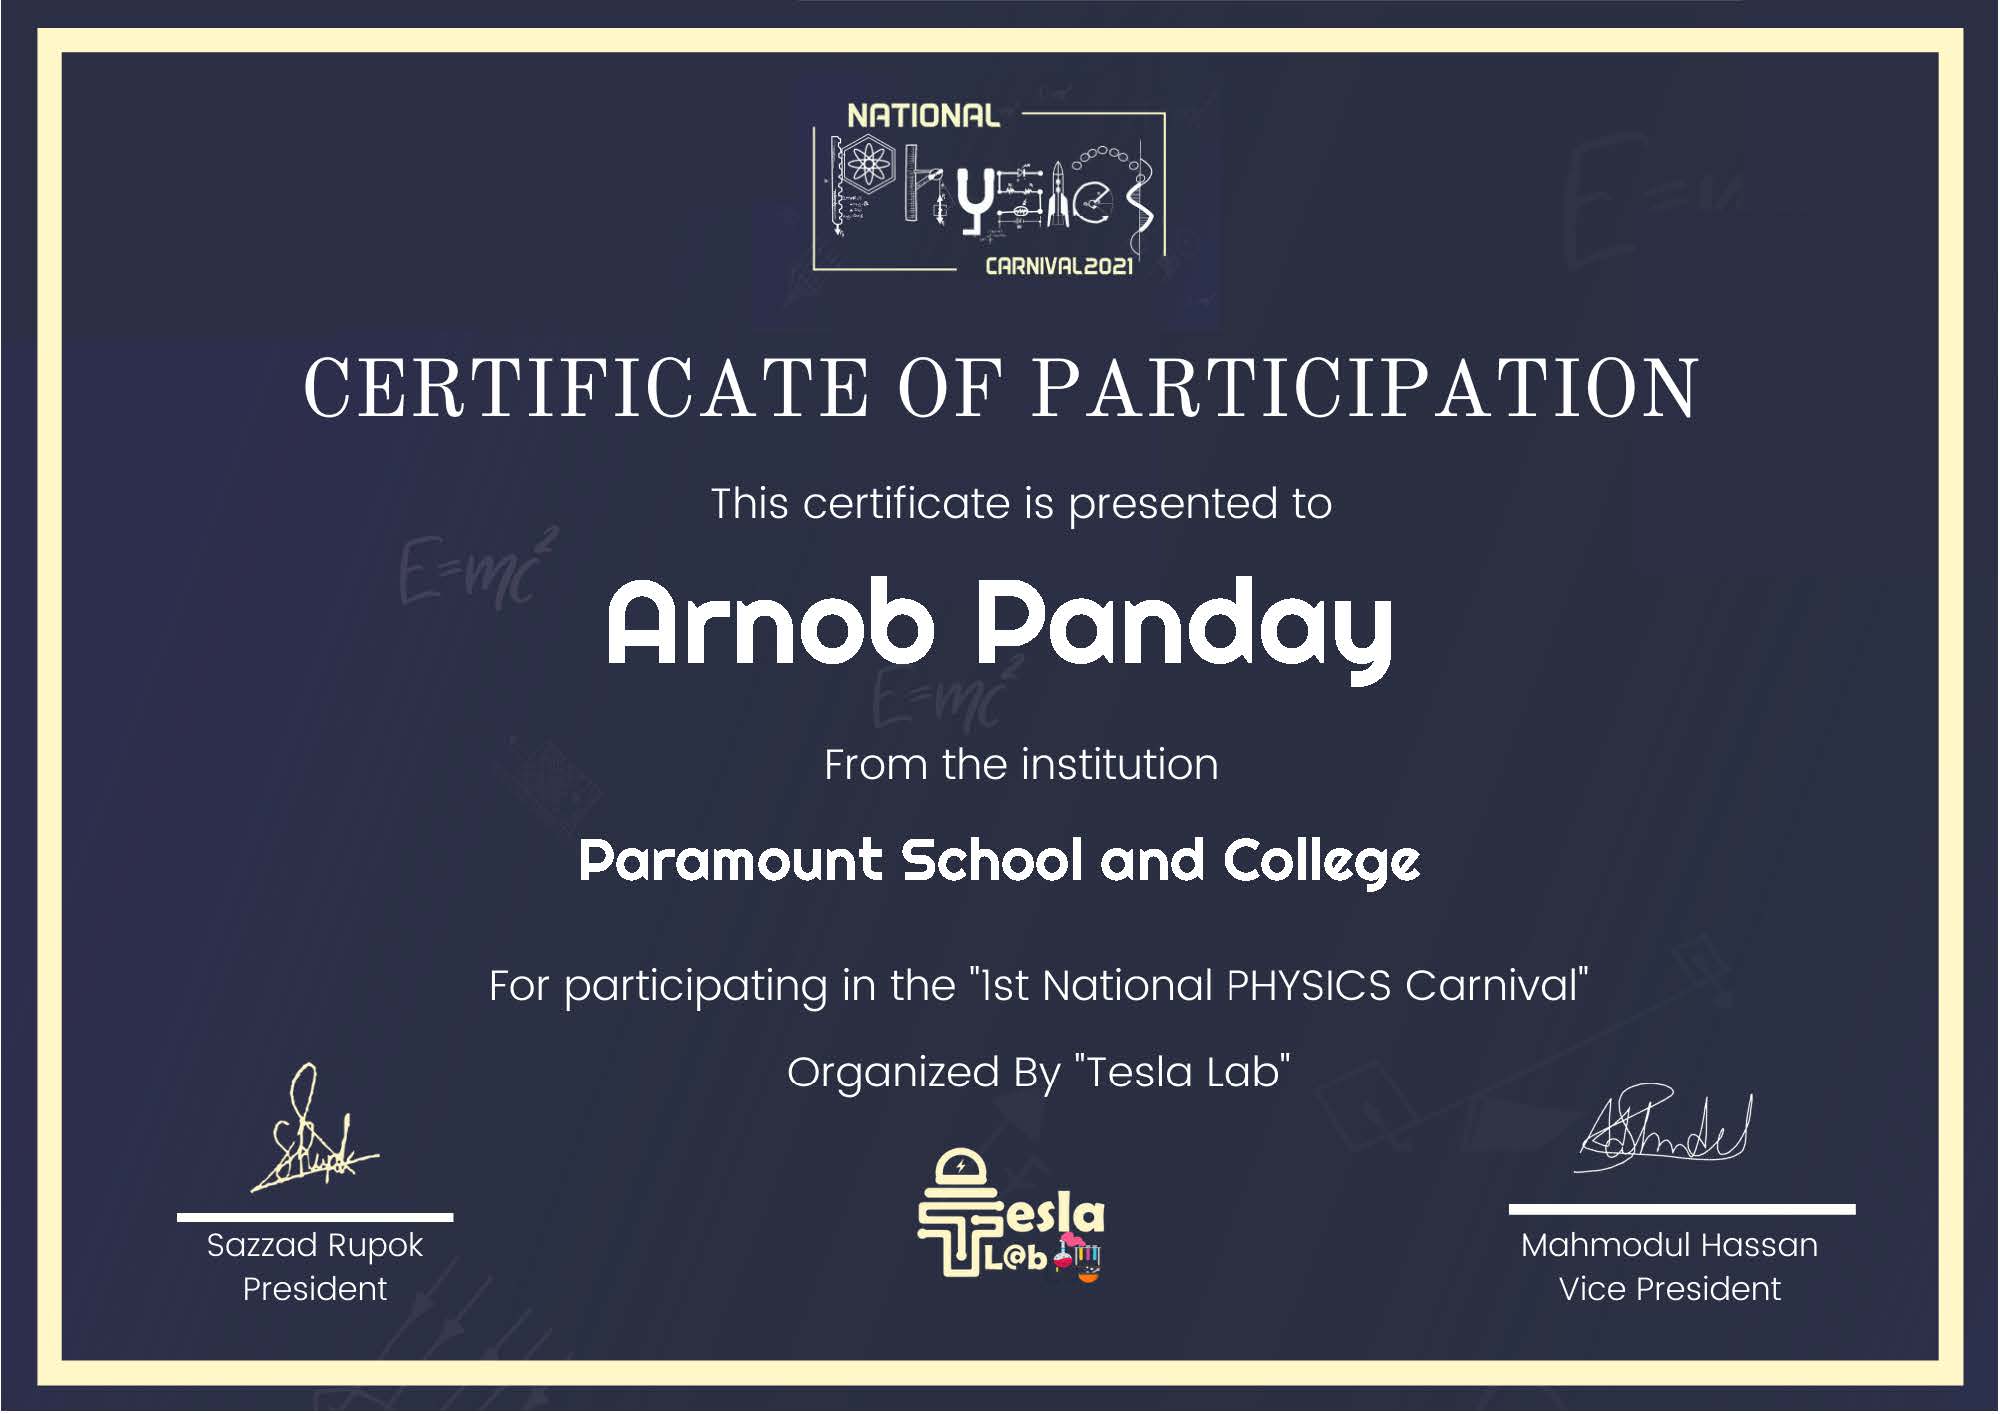 NATIONAL
Physics
CARNIVAL2021
CERTIFICATE OF PARTICIPATION
This certificate is presented to
E=mc²
Arnob Panday
E=mc²
From the institution
Paramount School and College
For participating in the "1st National PHYSICS Carnival"
Organized By "Tesla Lab"
Tesla
L@b
Sazzad Rupok
President
Mahmodul Hassan
Vice President